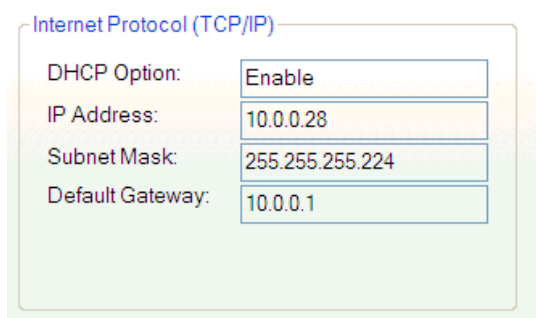 Internet Protocol (TCP/IP)
DHCP Option: Enable
IP Address: 10.0.0.28
Subnet Mask: 255.255.255.224
Default Gateway: 10.0.0.1